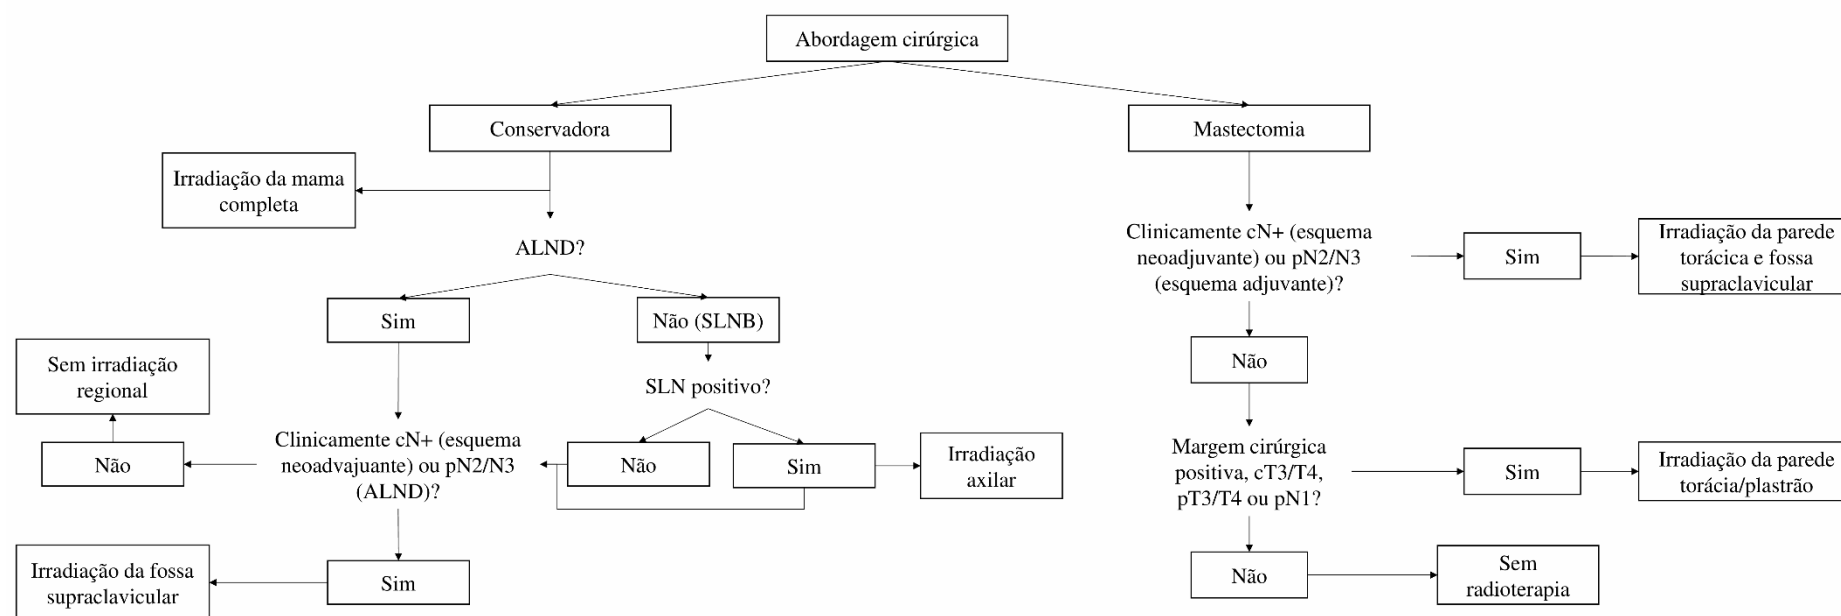 Abordagem cirúrgica
Conservadora
Mastectomia
Irradiação da mama
completa
ALND?
Clinicamente cN+ (esquema
neoadjuvante) ou pN2/N3
(esquema adjuvante)?
Sim
Irradiação da parede
torácica e fossa
supraclavicular
Sim
Não (SLNB)
Não
Sem irradiação
regional
SLN positivo?
Não
Clinicamente cN+ (esquema
neoadvajuante) ou pN2/N3
(ALND)?
Não
Sim
Irradiação
axilar
Margem cirúrgica
positiva, cT3/T4,
pT3/T4 ou pN1?
Sim
Irradiação da parede
torácia/plastrão
Irradiação da fossa
supraclavicular
Sim
Não
Sem
radioterapia